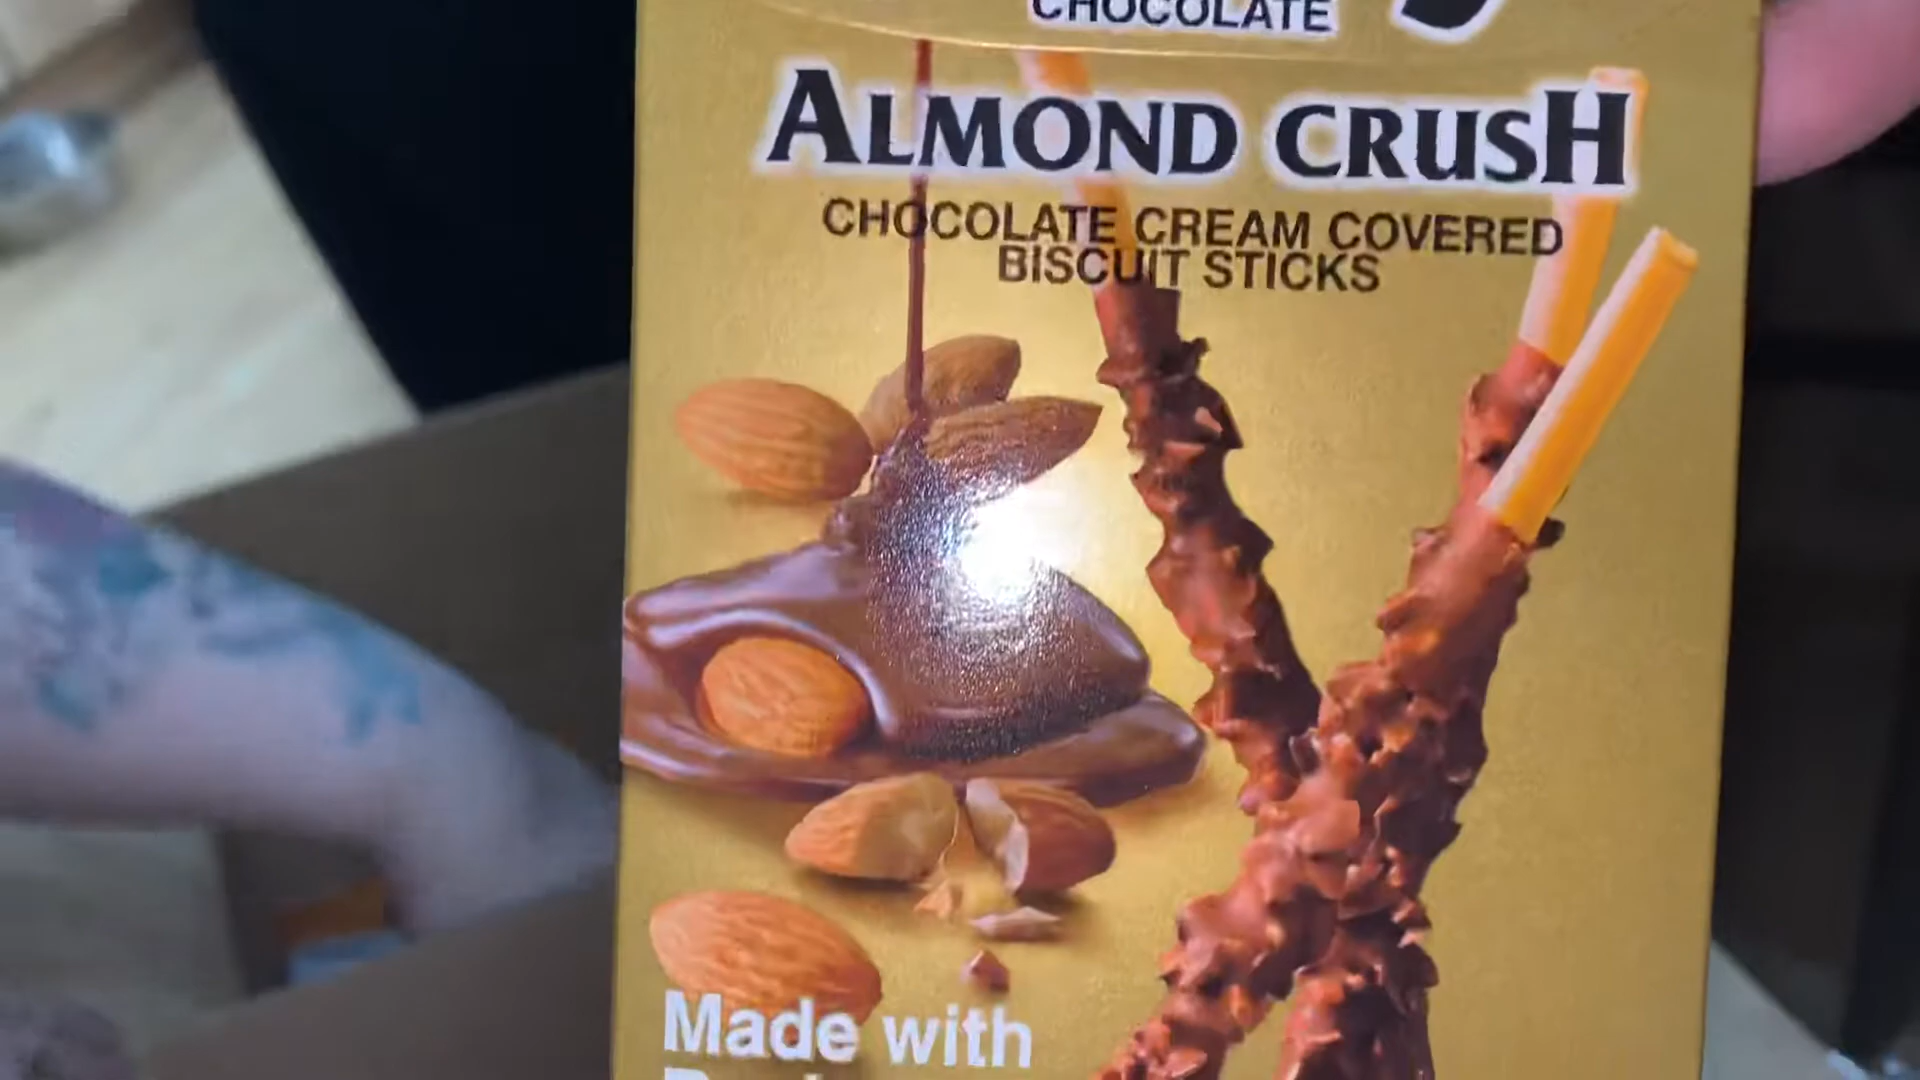 CHOCOLATE
ALMOND CRUSH
CHOCOLATE CREAM COVERED
BISCUIT STICKS
Made with